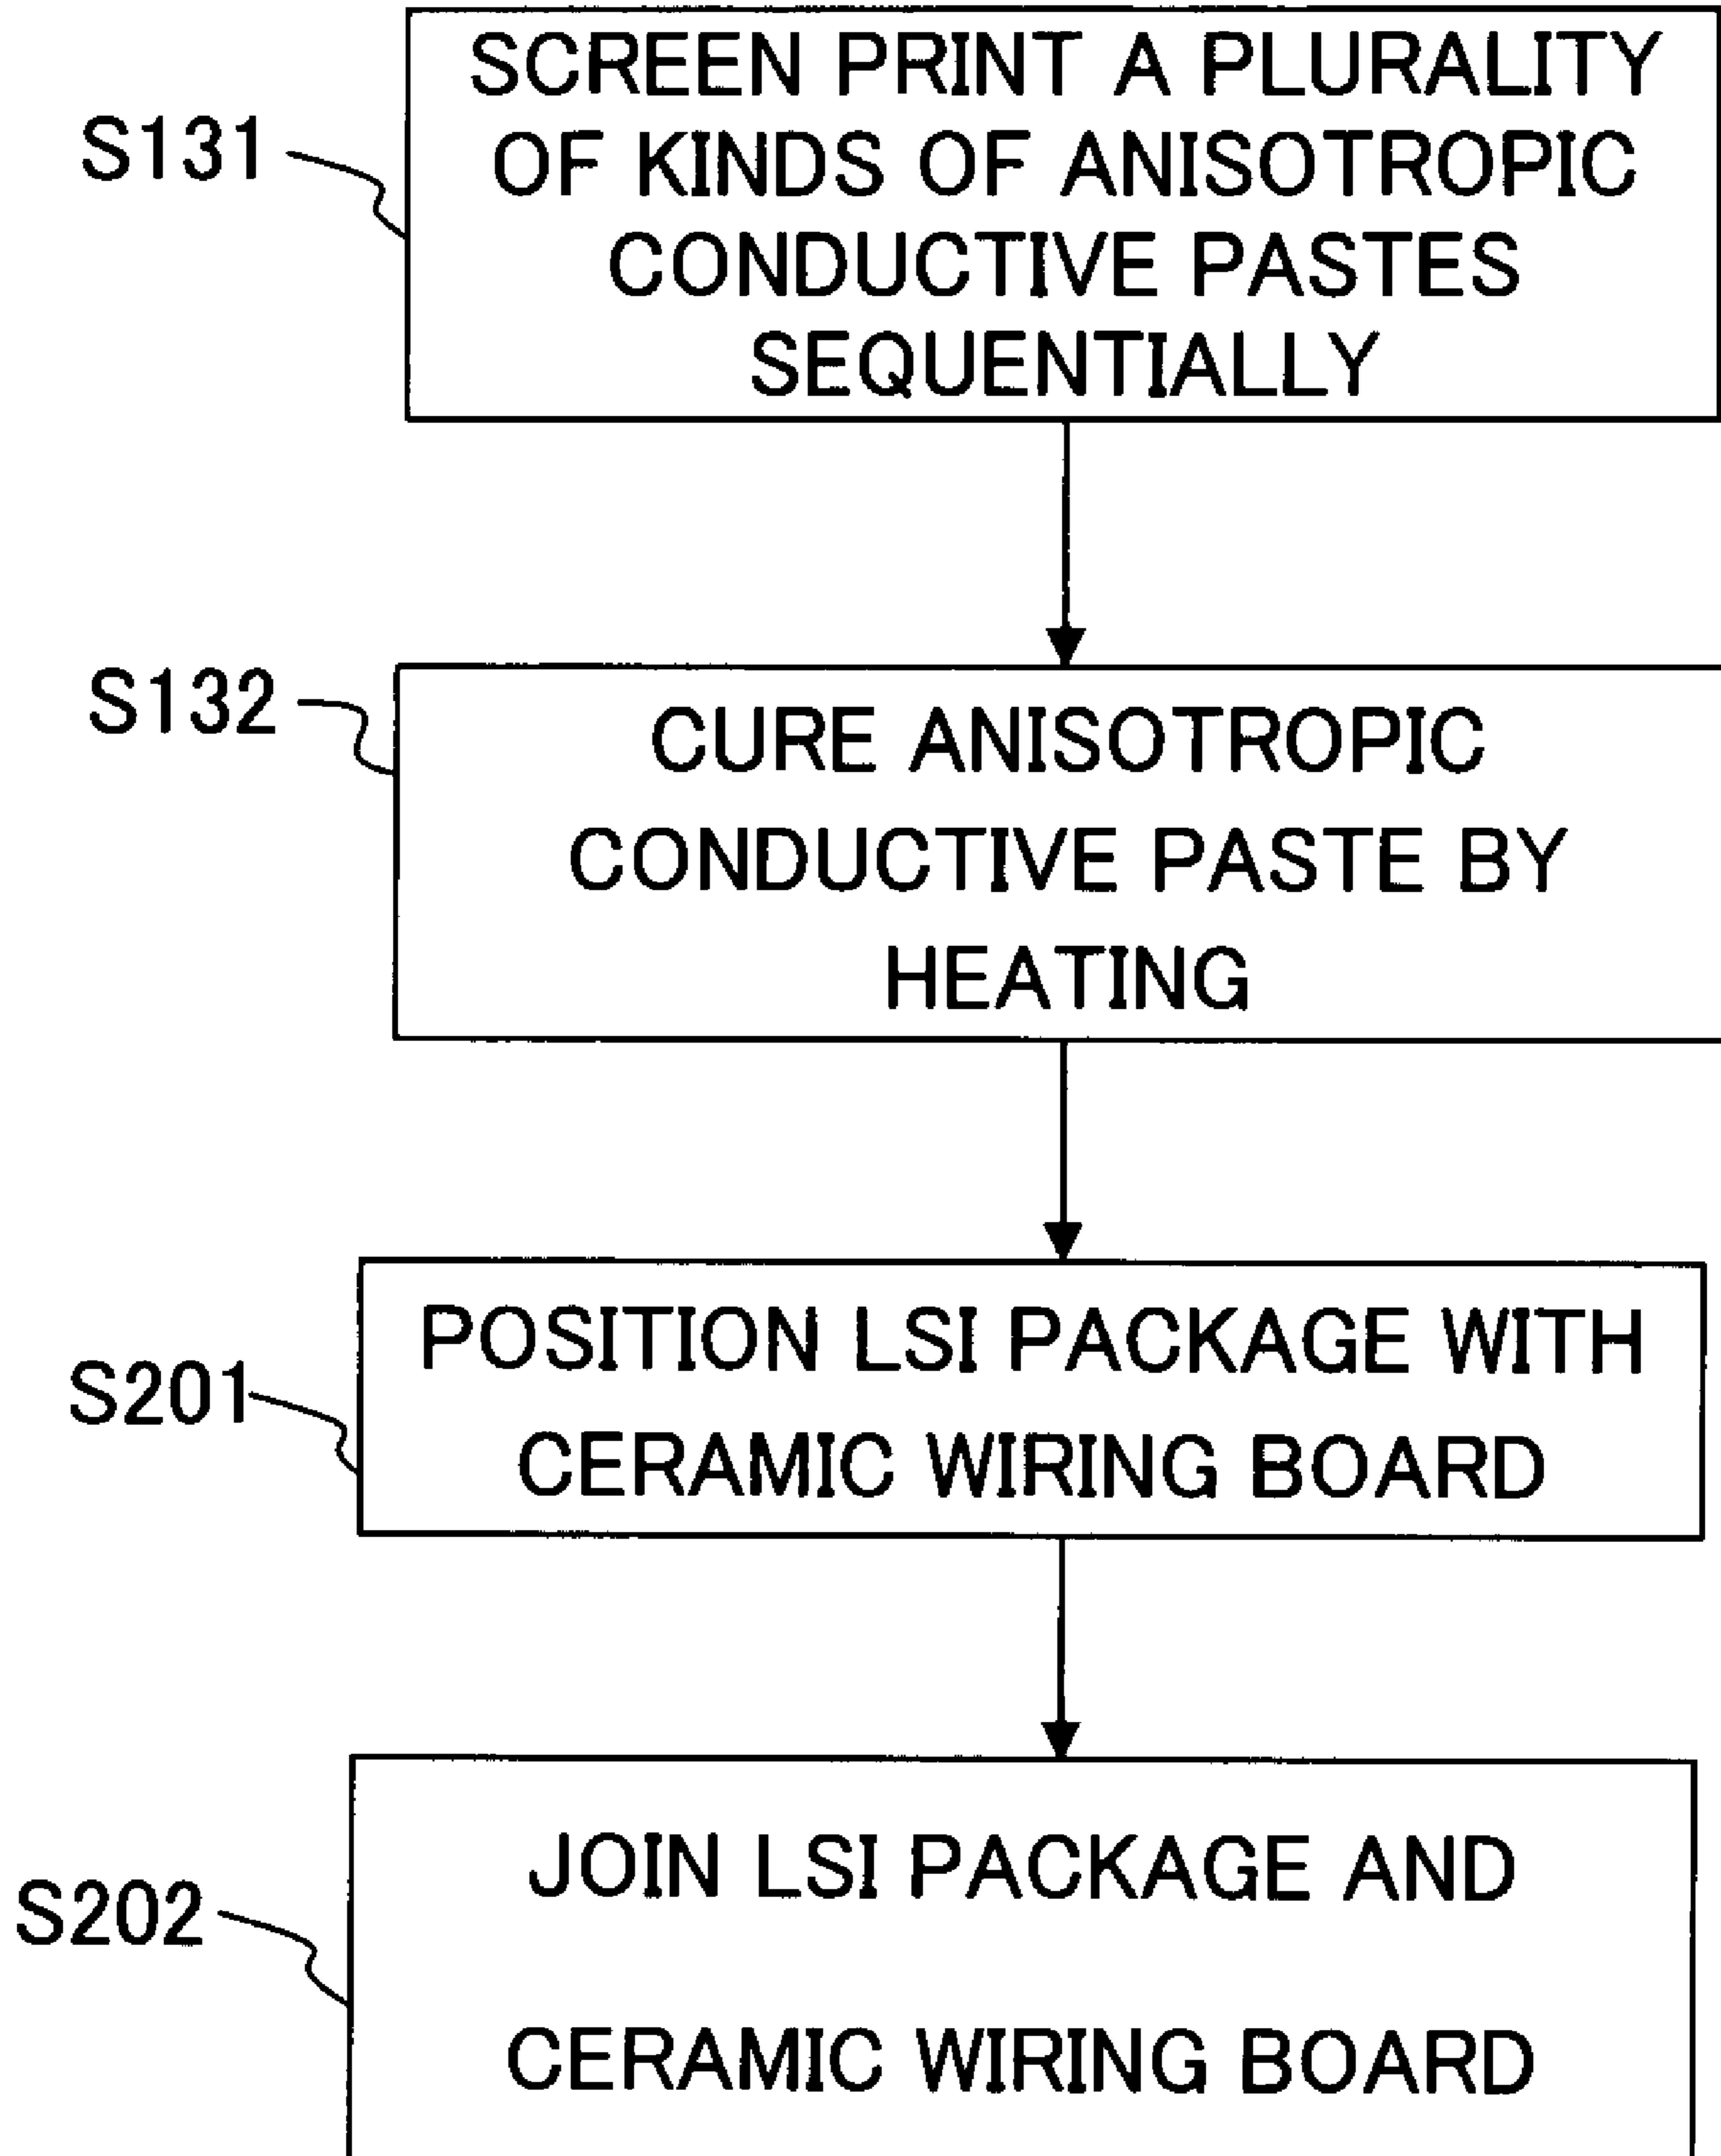 S131
SCREEN PRINT A PLURALITY
OF KINDS OF ANISOTROPIC
CONDUCTIVE PASTES
SEQUENTIALLY
S132
CURE ANISOTROPIC
CONDUCTIVE PASTE BY
HEATING
S201
POSITION LSI PACKAGE WITH
CERAMIC WIRING BOARD
S202
JOIN LSI PACKAGE AND
CERAMIC WIRING BOARD